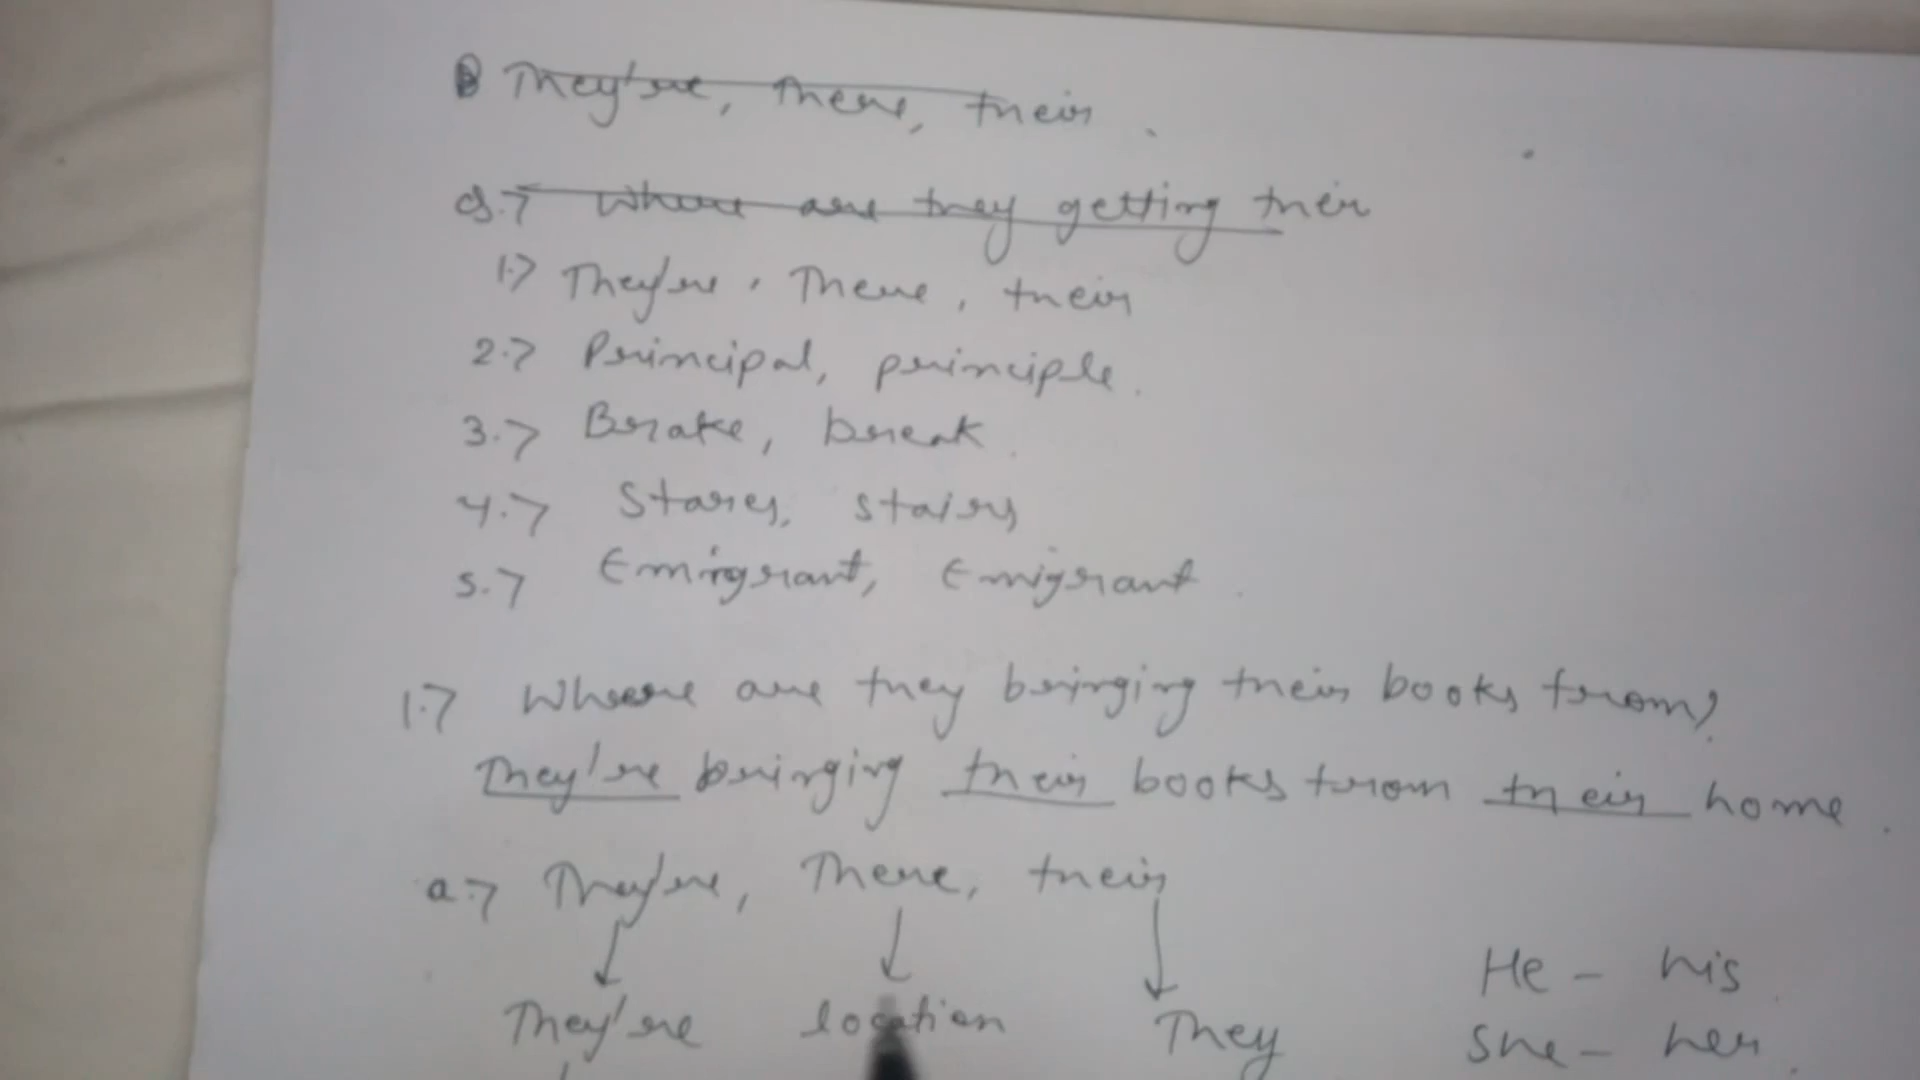 They're, There, their.
Q.> Where are they getting their
1.> They're, There, their
2.> Principal, principle.
3.> Brake, break.
4.> Stares, stairs
5.> Emigrant, Emigrant.
1.> Where are they bringing their books from?
They're bringing their books from their home.
a.> They're, There, their
They're location They
He - his
She - her.